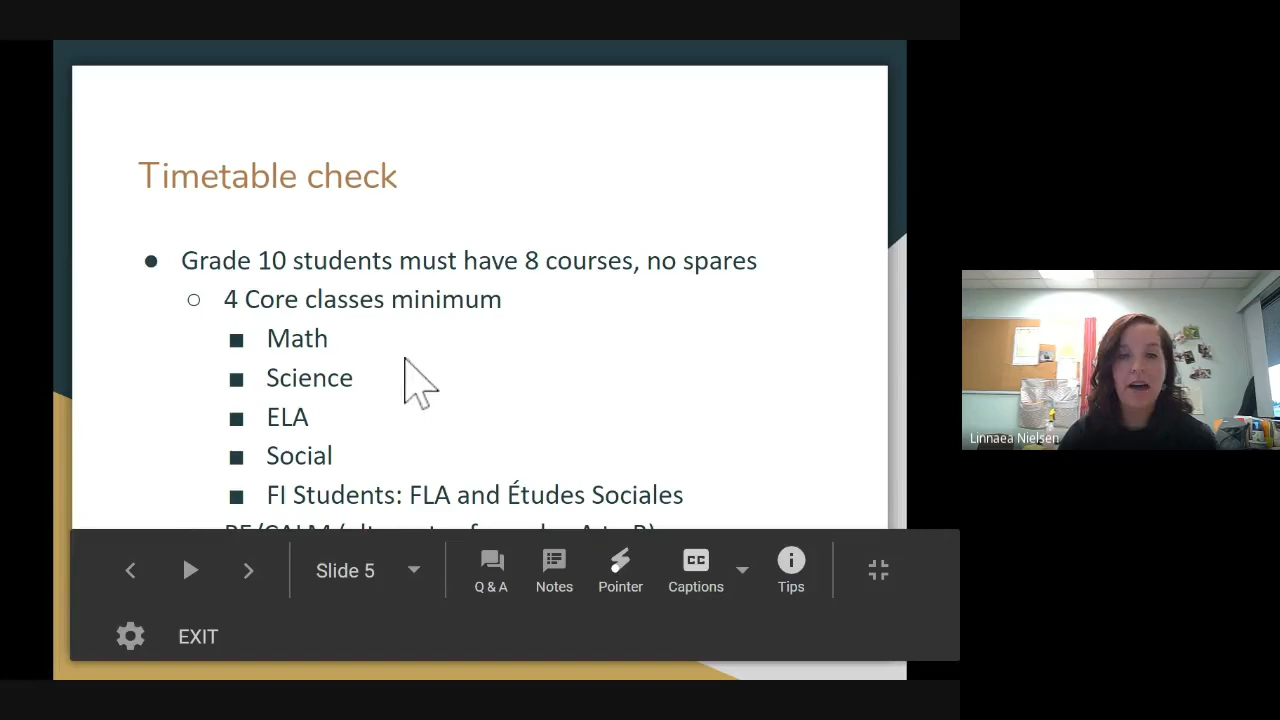 Timetable check
● Grade 10 students must have 8 courses, no spares
○ 4 Core classes minimum
■ Math
■ Science
■ ELA
■ Social
■ FI Students: FLA and Études Sociales
Slide 5
Q & A
Notes
Pointer
CC
Captions
Tips
EXIT
Linnaea Nielsen